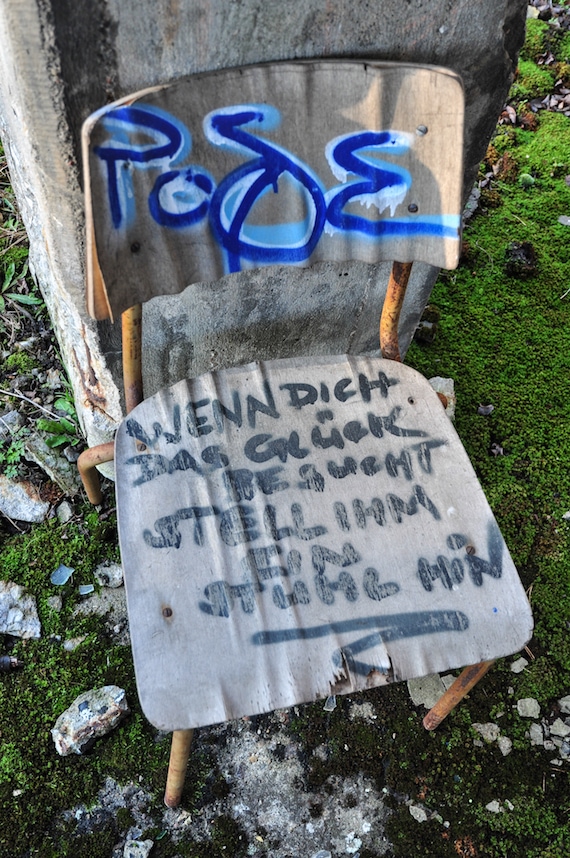 POSE
WENN DICH
DAS GLÜCK
BESUCHT
STELL IHM
EIN
STUHL HIN